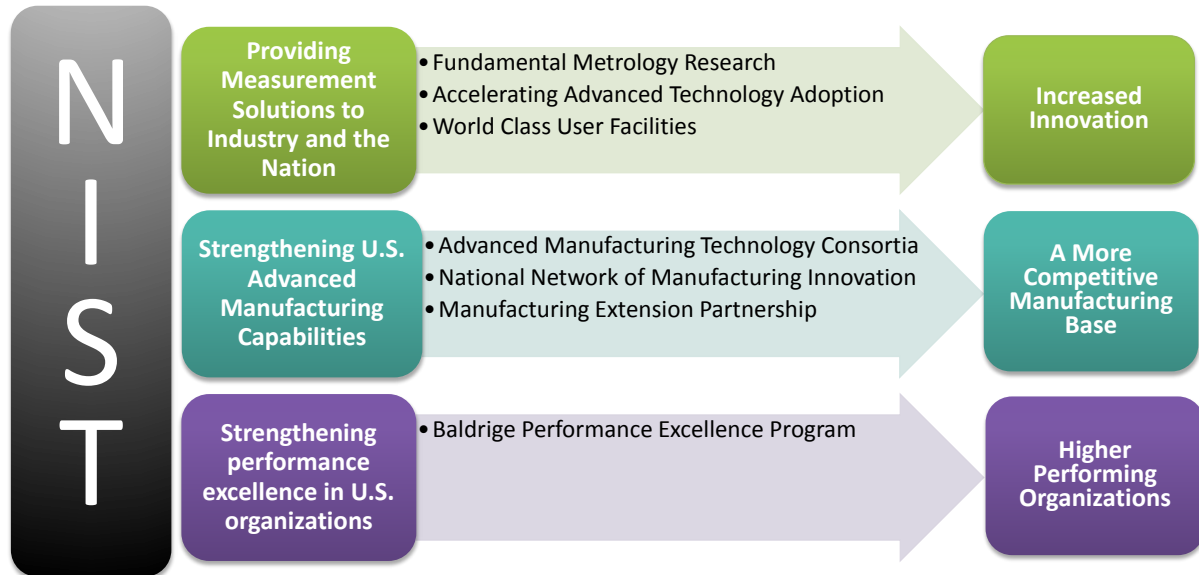 N
I
S
T
Providing
Measurement
Solutions to
Industry and the
Nation
• Fundamental Metrology Research
• Accelerating Advanced Technology Adoption
• World Class User Facilities
Increased
Innovation
Strengthening U.S.
Advanced
Manufacturing
Capabilities
• Advanced Manufacturing Technology Consortia
• National Network of Manufacturing Innovation
• Manufacturing Extension Partnership
A More
Competitive
Manufacturing
Base
Strengthening
performance
excellence in U.S.
organizations
• Baldrige Performance Excellence Program
Higher
Performing
Organizations